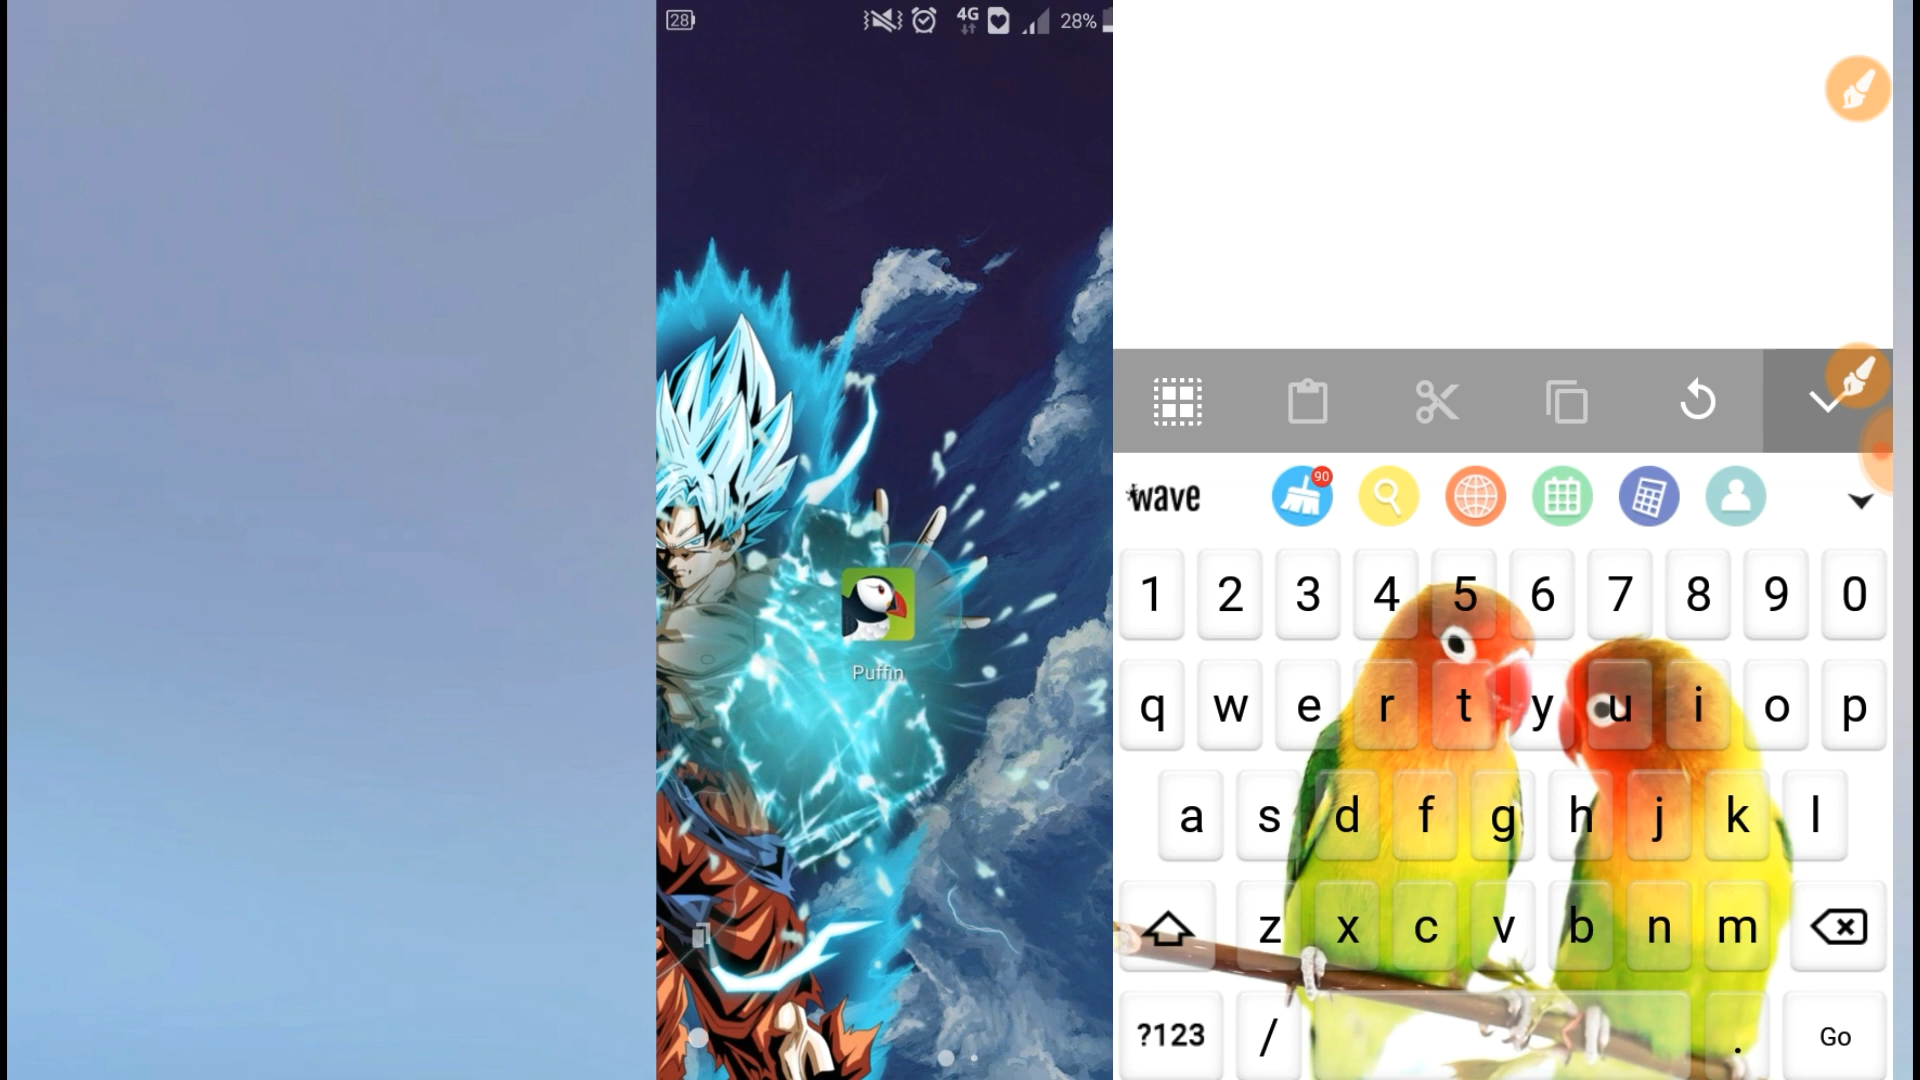 28
4G
28%
Puffin
wave
90
1 2 3 4 5 6 7 8 9 0
q w e r t y u i o p
a s d f g h j k l
z x c v b n m
?123 / . Go